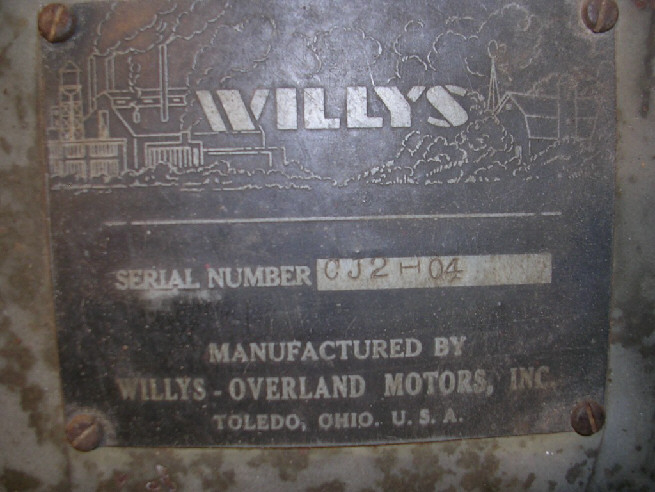 WILLYS
SERIAL NUMBER CJ2-04
MANUFACTURED BY
WILLYS-OVERLAND MOTORS, INC.
TOLEDO, OHIO. U. S. A.